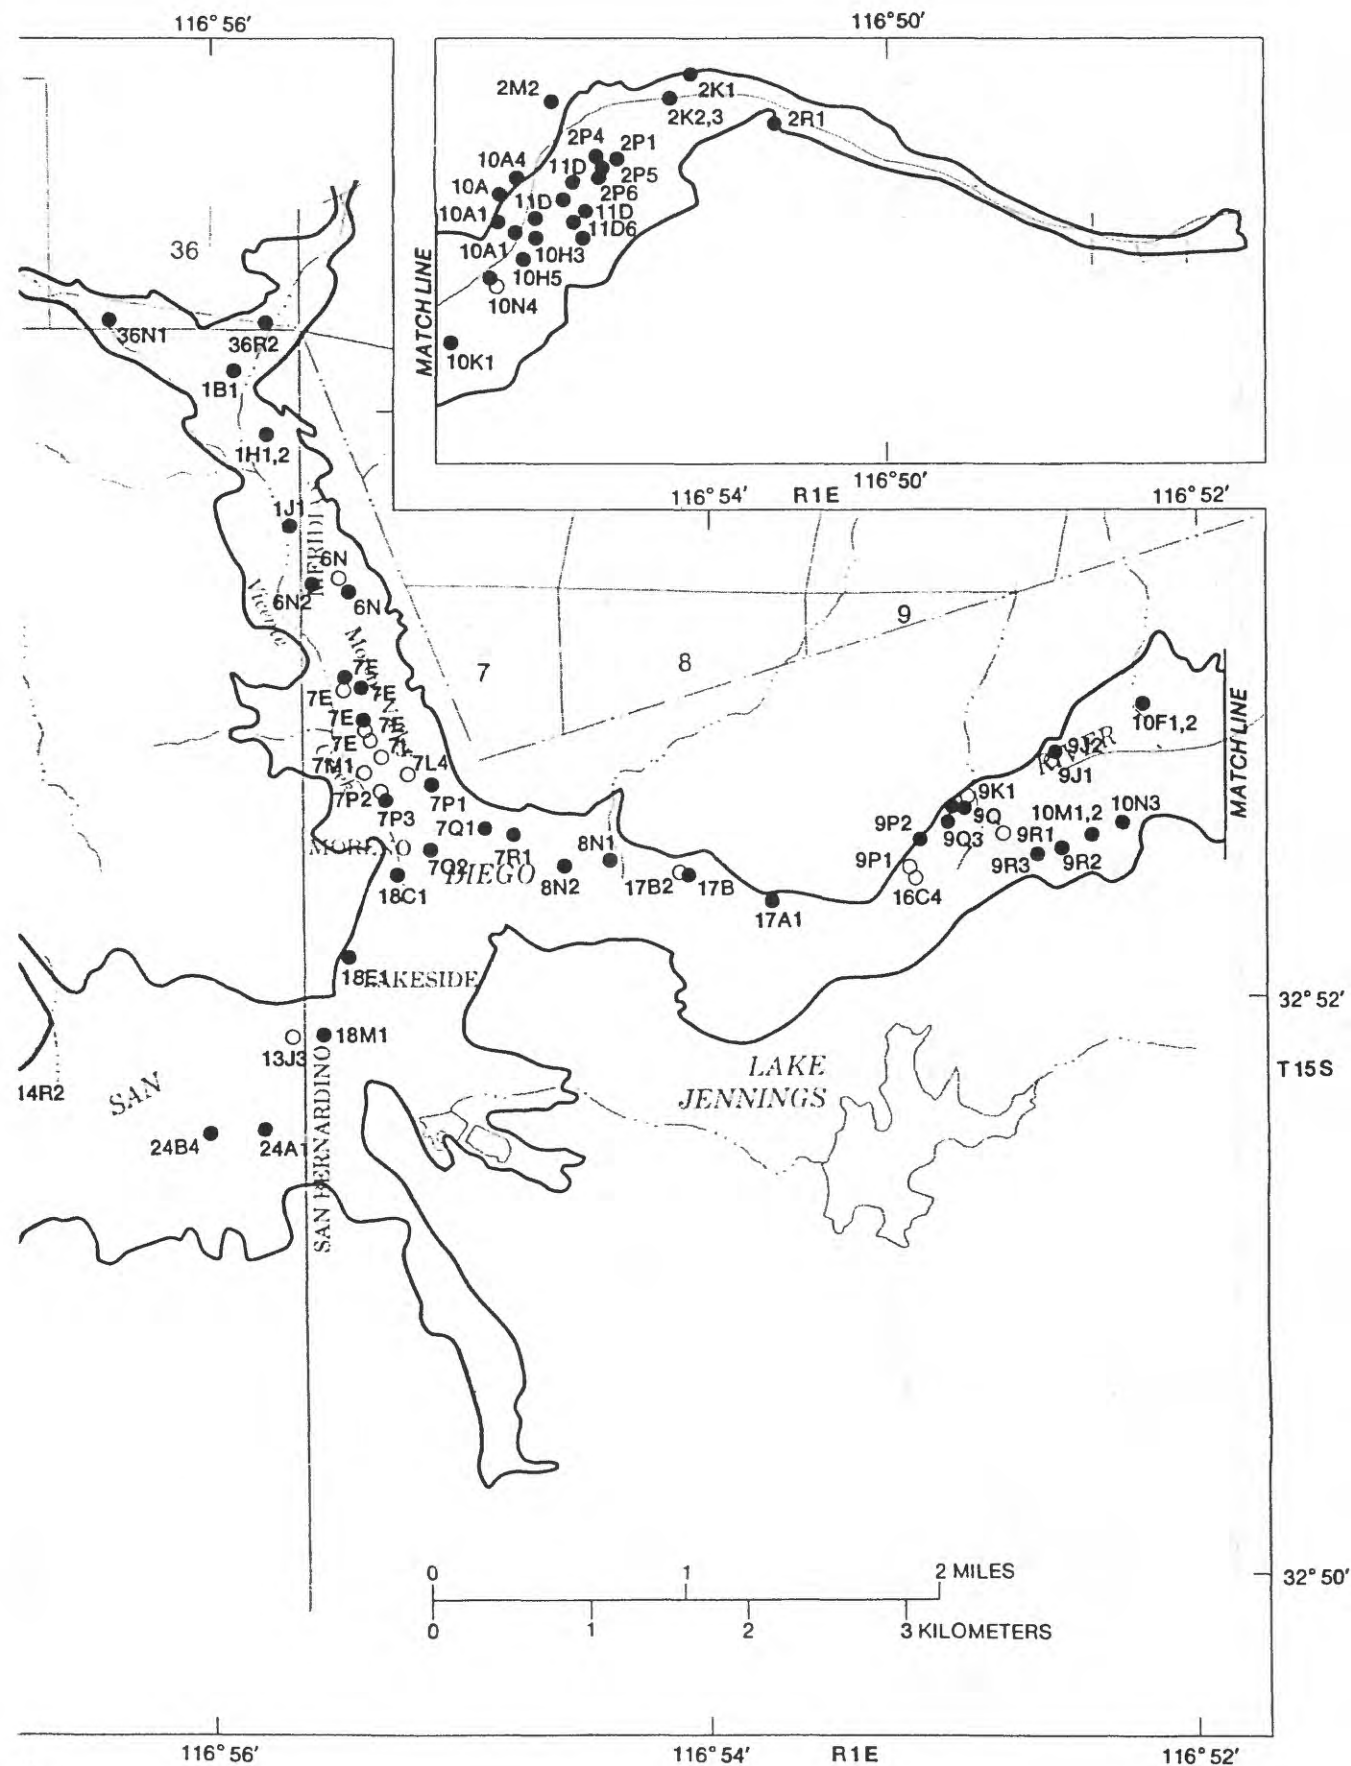 116° 56′
116° 50′
2M2
2K1
2K2,3
2R1
2P4
2P1
10A4
11D
2P5
10A
2P6
11D
11D
10A1
11D6
10A1
10H3
10H5
10N4
MATCH LINE
10K1
36
36N1
36R2
1B1
1H1,2
116° 50′
116° 54′
R1E
116° 52′
1J1
6N
6N2
6N
Vicente
9
7
8
7E
7E
7E
7E
7E
7E
7L
7M1
7L4
7P2
7P1
7P3
7Q1
7R1
MORENO
7Q2
DIEGO
8N1
8N2
17B2
17B
17A1
18C1
10F1,2
RIVER
9J2
9J1
9K1
9Q
10M1,2
10N3
9P2
9Q3
9R1
9P1
9R3
9R2
16C4
MATCH LINE
18E1
LAKESIDE
32° 52′
18M1
13J3
T15S
14R2
SAN
LAKE
JENNINGS
24B4
24A1
SAN BERNARDINO
0
1
2 MILES
32° 50′
0
1
2
3 KILOMETERS
116° 56′
116° 54′
R1E
116° 52′